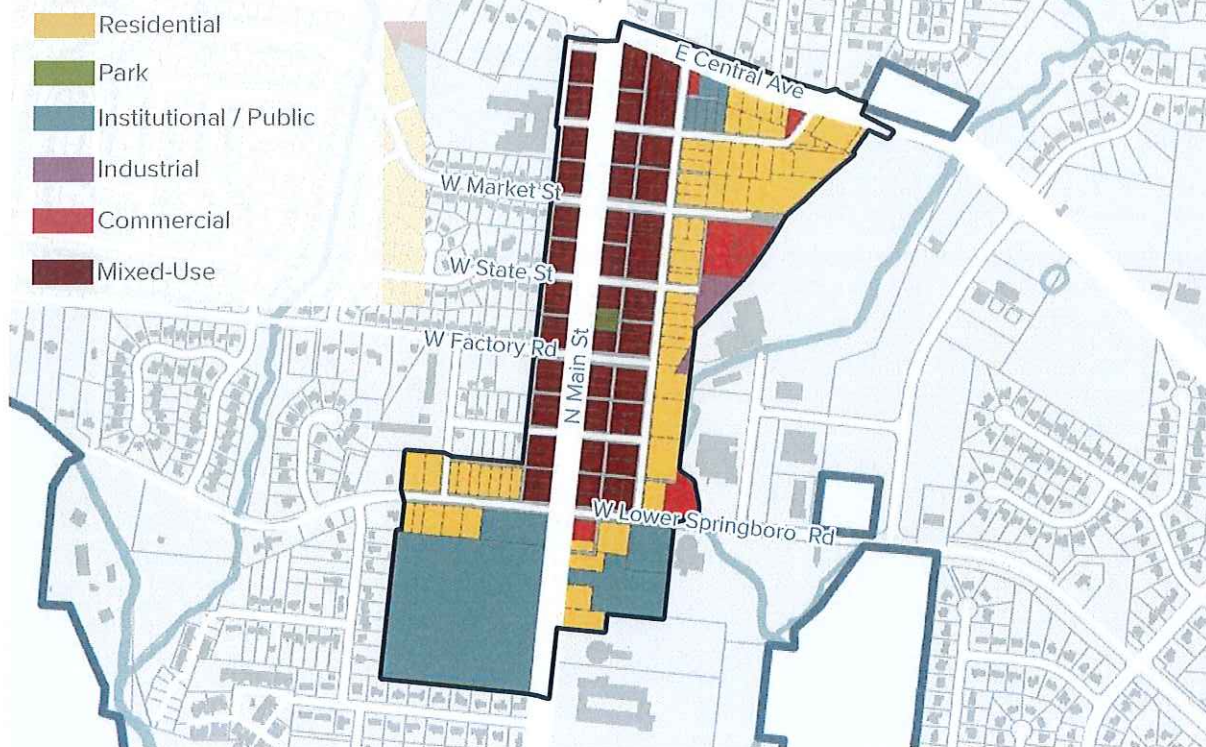 Residential
Park
Institutional / Public
Industrial
Commercial
Mixed-Use
E Central Ave
W Market St
W State St
W Factory Rd
N Main St
W Lower Springboro Rd